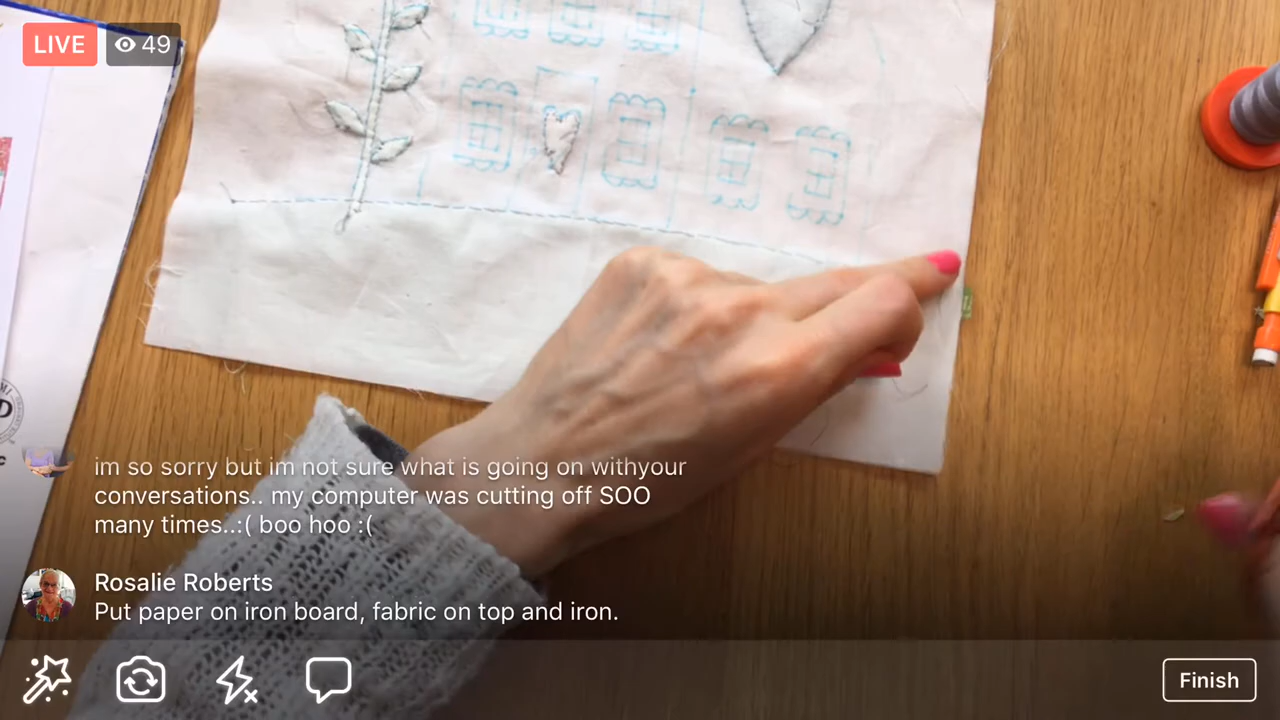 LIVE
49
im so sorry but im not sure what is going on withyour
conversations.. my computer was cutting off SOO
many times..:( boo hoo :(
Rosalie Roberts
Put paper on iron board, fabric on top and iron.
Finish